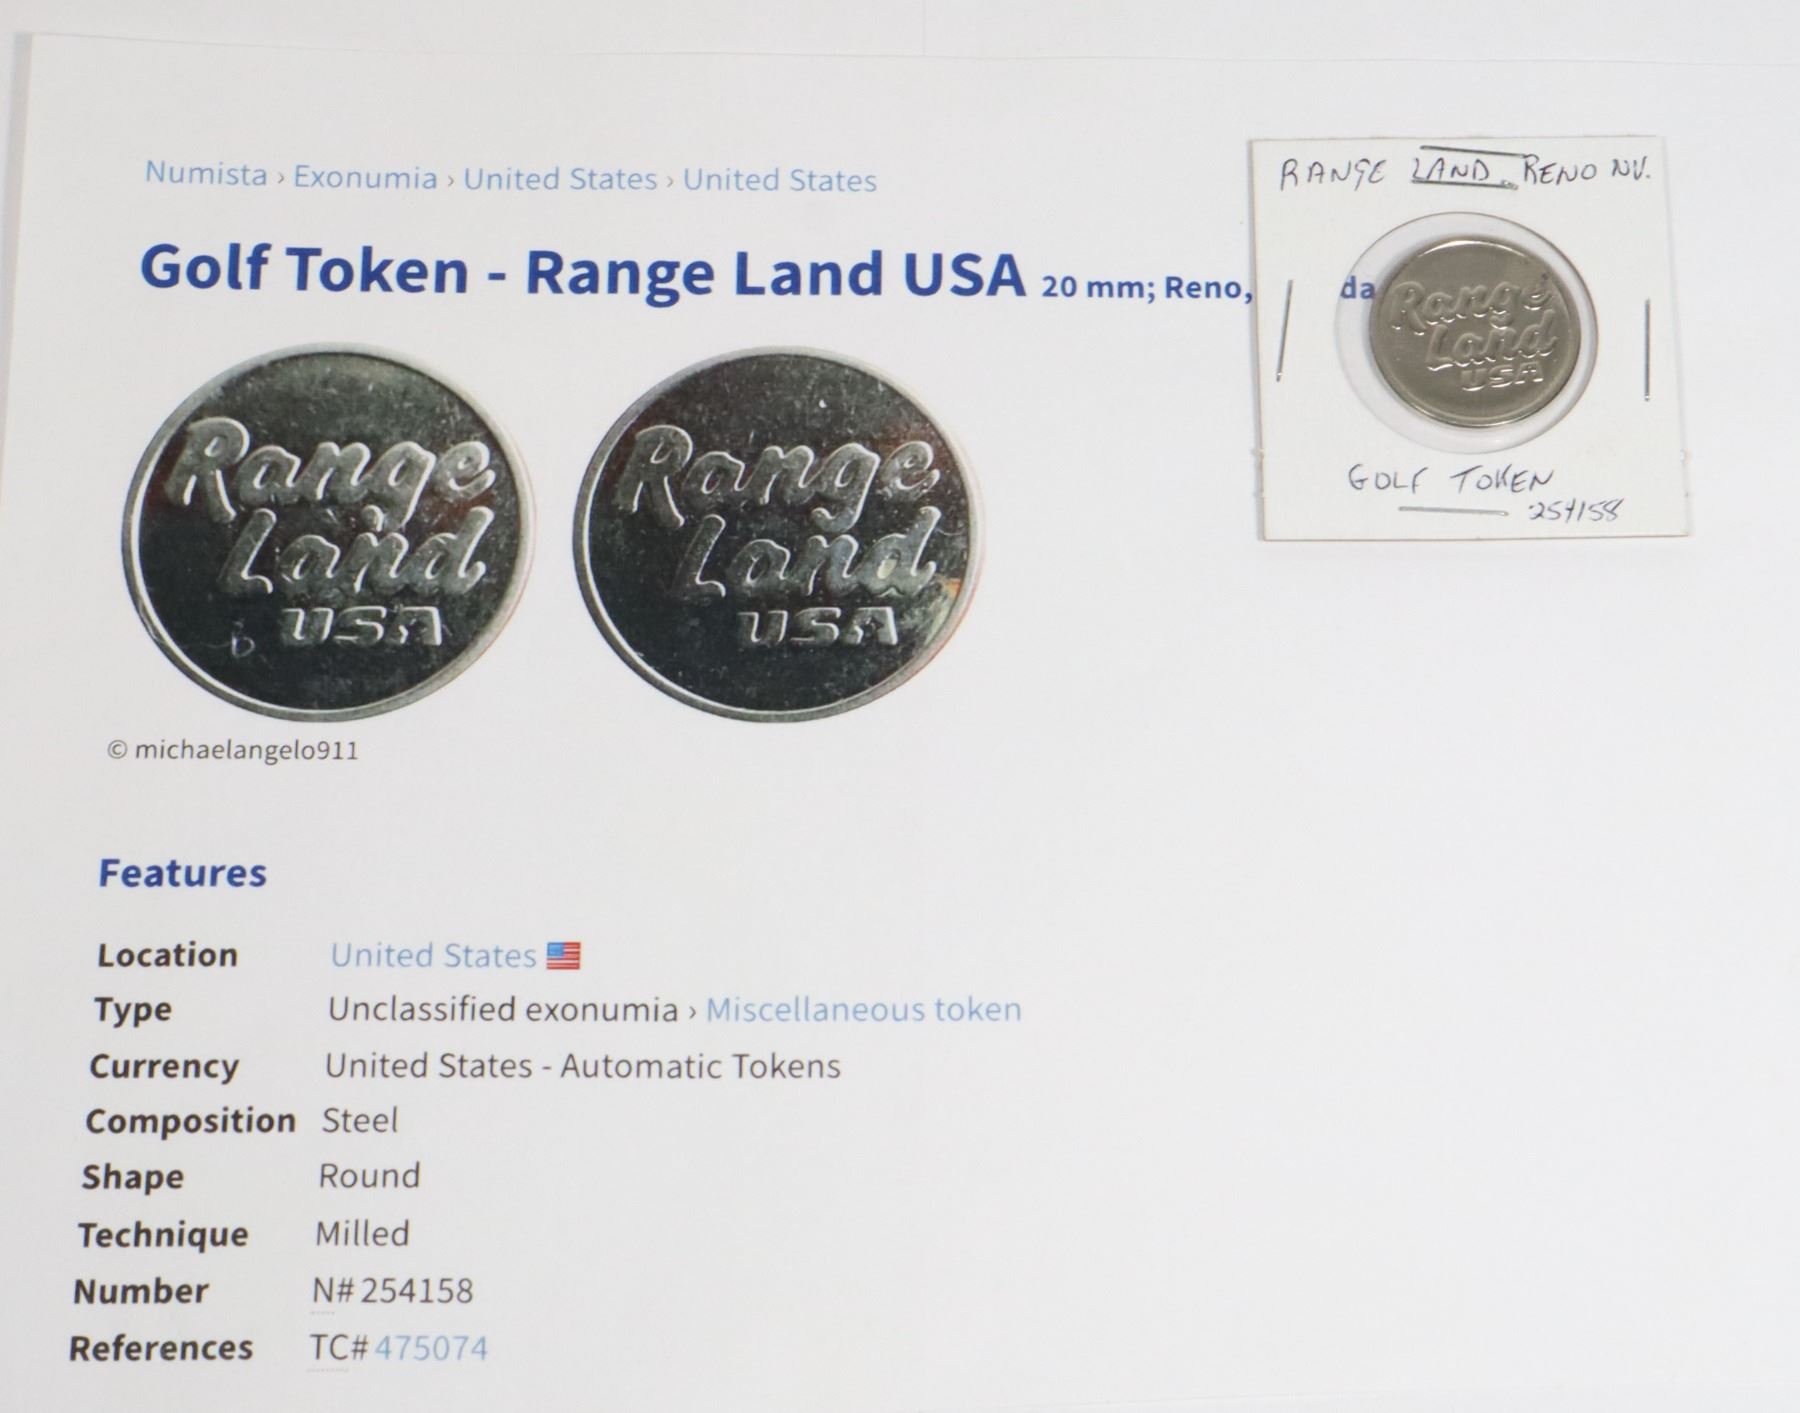 Numista › Exonumia › United States › United States
Golf Token - Range Land USA 20 mm; Reno, da
Range
Land
USA
Range
Land
USA
© michaelangelo911
Features
Location United States
Type Unclassified exonumia › Miscellaneous token
Currency United States - Automatic Tokens
Composition Steel
Shape Round
Technique Milled
Number N# 254158
References TC# 475074
RANGE LAND RENO NV.
Range
Land
USA
GOLF TOKEN
254158